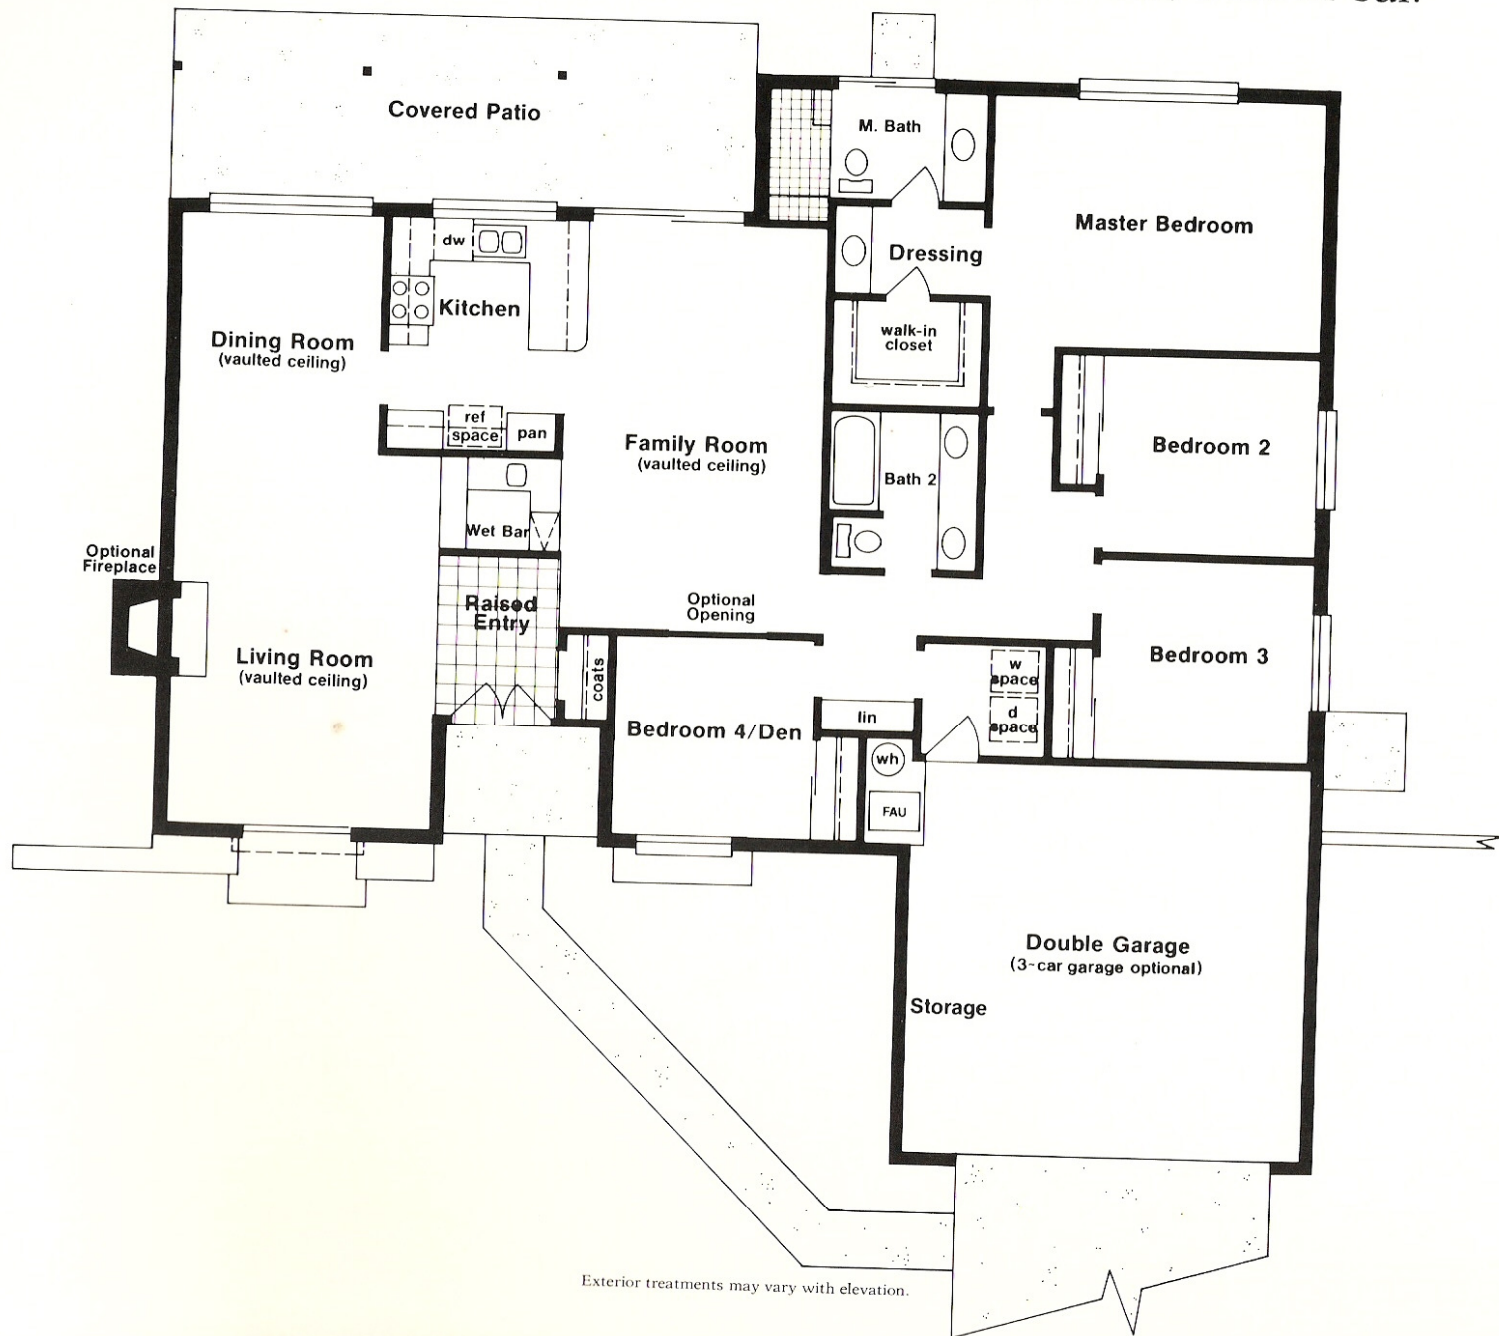 Covered Patio
M. Bath
Master Bedroom
dw
Dressing
Kitchen
Dining Room
(vaulted ceiling)
walk-in
closet
ref
space
pan
Family Room
(vaulted ceiling)
Bedroom 2
Bath 2
Wet Bar
Optional
Fireplace
Raised
Entry
Optional
Opening
Living Room
(vaulted ceiling)
coats
w
space
Bedroom 3
d
space
lin
Bedroom 4/Den
wh
FAU
Double Garage
(3-car garage optional)
Storage
Exterior treatments may vary with elevation.